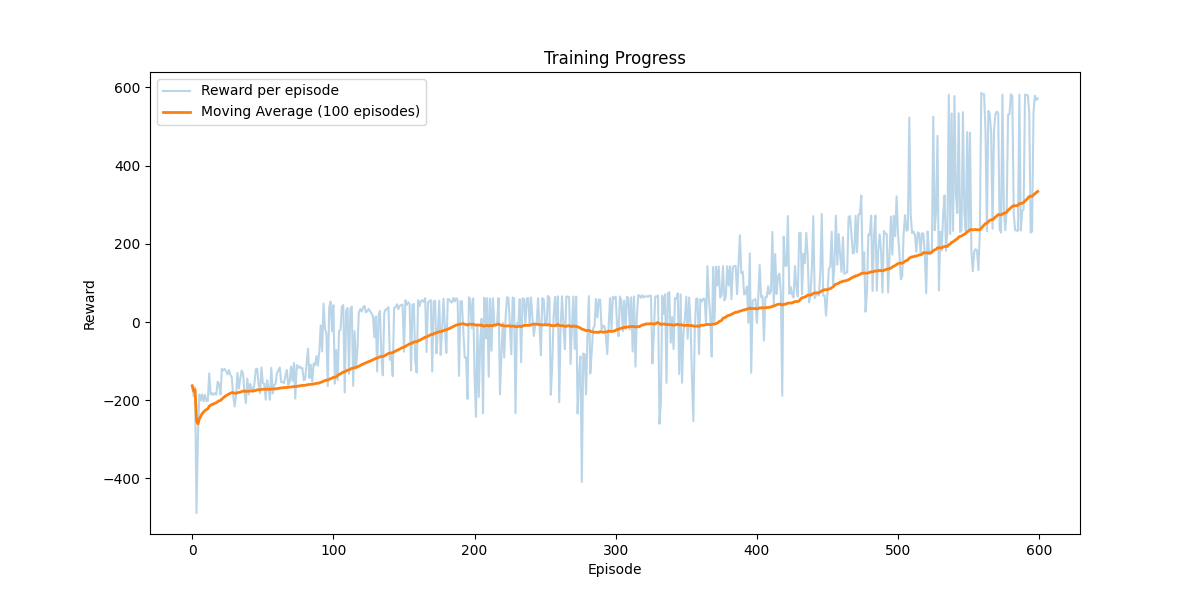 Training Progress
Reward per episode
Moving Average (100 episodes)
600
400
200
0
−200
−400
Reward
0
100
200
300
400
500
600
Episode